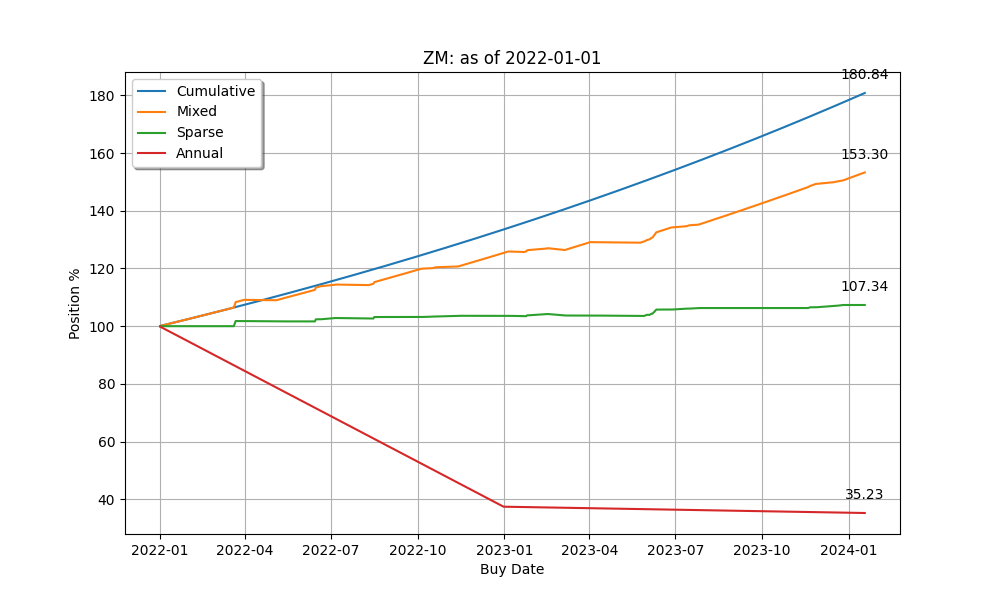 ZM: as of 2022-01-01
Cumulative
Mixed
Sparse
Annual
180.84
153.30
107.34
35.23
Position %
180
160
140
120
100
80
60
40
2022-01 2022-04 2022-07 2022-10 2023-01 2023-04 2023-07 2023-10 2024-01
Buy Date